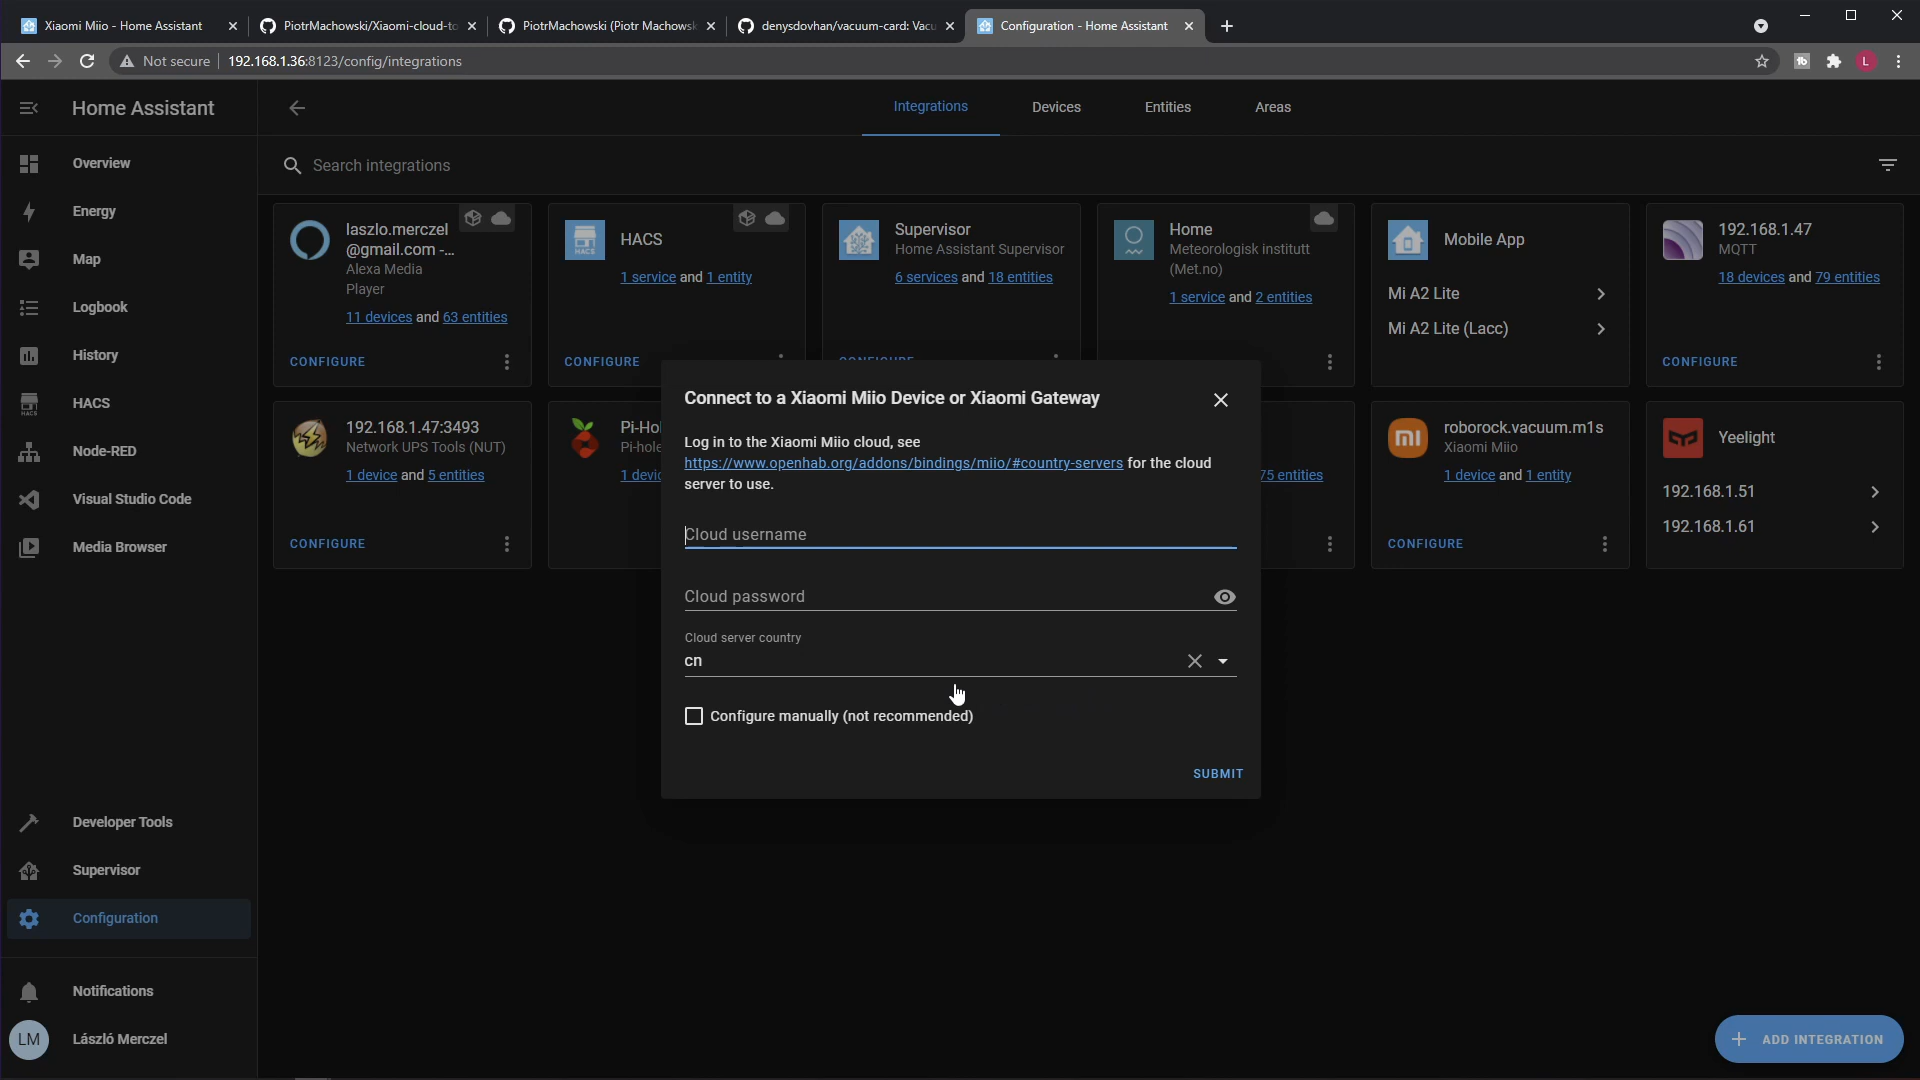 Xiaomi Miio - Home Assistant
PiotrMachowski/Xiaomi-cloud-to
PiotrMachowski (Piotr Machowsk
denysdovhan/vacuum-card: Vacu
Configuration - Home Assistant
Not secure
192.168.1.36:8123/config/integrations
L
Home Assistant
Integrations
Devices
Entities
Areas
Search integrations
Overview
Energy
Map
Logbook
History
HACS
Node-RED
Visual Studio Code
Media Browser
Developer Tools
Supervisor
Configuration
Notifications
LM
László Merczel
laszlo.merczel
@gmail.com -...
Alexa Media
Player
11 devices and 63 entities
CONFIGURE
HACS
HACS
1 service and 1 entity
CONFIGURE
Supervisor
Home Assistant Supervisor
6 services and 18 entities
CONFIGURE
Home
Meteorologisk institutt
(Met.no)
1 service and 2 entities
Mobile App
Mi A2 Lite
Mi A2 Lite (Lacc)
192.168.1.47
MQTT
18 devices and 79 entities
CONFIGURE
192.168.1.47:3493
Network UPS Tools (NUT)
1 device and 5 entities
CONFIGURE
Pi-Hol
Pi-hole
1 devic
75 entities
mi
roborock.vacuum.m1s
Xiaomi Miio
1 device and 1 entity
CONFIGURE
Yeelight
192.168.1.51
192.168.1.61
Connect to a Xiaomi Miio Device or Xiaomi Gateway
Log in to the Xiaomi Miio cloud, see
https://www.openhab.org/addons/bindings/miio/#country-servers for the cloud
server to use.
Cloud username
Cloud password
Cloud server country
cn
Configure manually (not recommended)
SUBMIT
ADD INTEGRATION